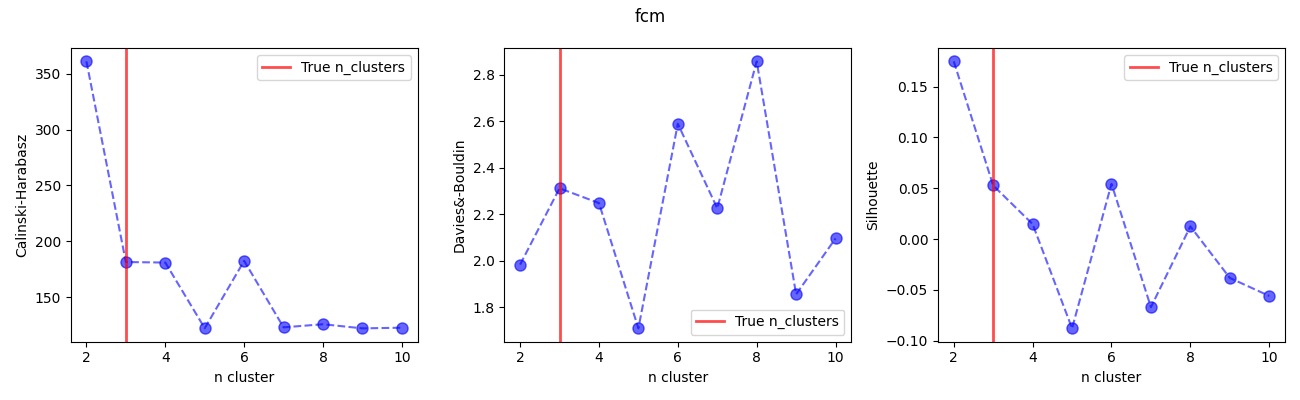 fcm
Calinski-Harabasz
350
300
250
200
150
2 4 6 8 10
n cluster
True n_clusters
Davies&-Bouldin
2.8
2.6
2.4
2.2
2.0
1.8
2 4 6 8 10
n cluster
True n_clusters
Silhouette
0.15
0.10
0.05
0.00
−0.05
−0.10
2 4 6 8 10
n cluster
True n_clusters